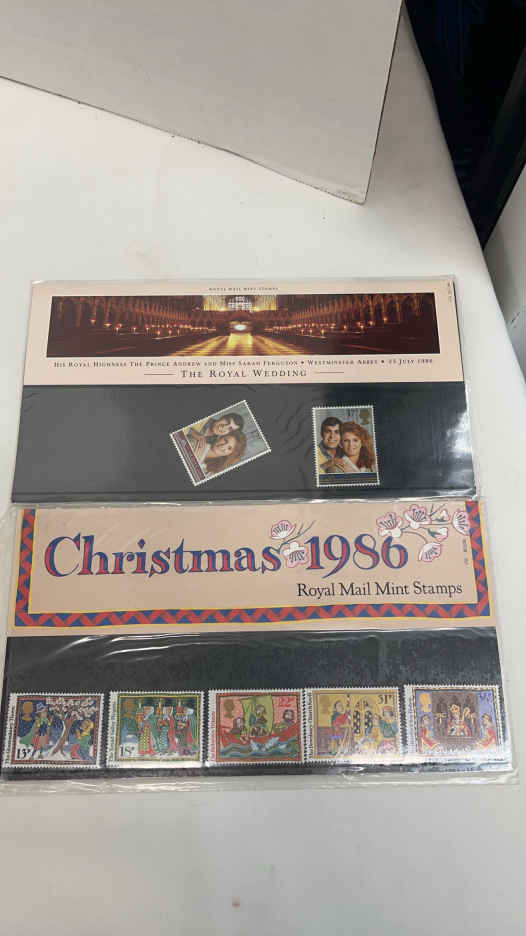 ROYAL MAIL MINT STAMPS
HIS ROYAL HIGHNESS THE PRINCE ANDREW AND MISS SARAH FERGUSON • WESTMINSTER ABBEY • 23 JULY 1986
THE ROYAL WEDDING
Christmas 1986
Royal Mail Mint Stamps
13P
18P
31P